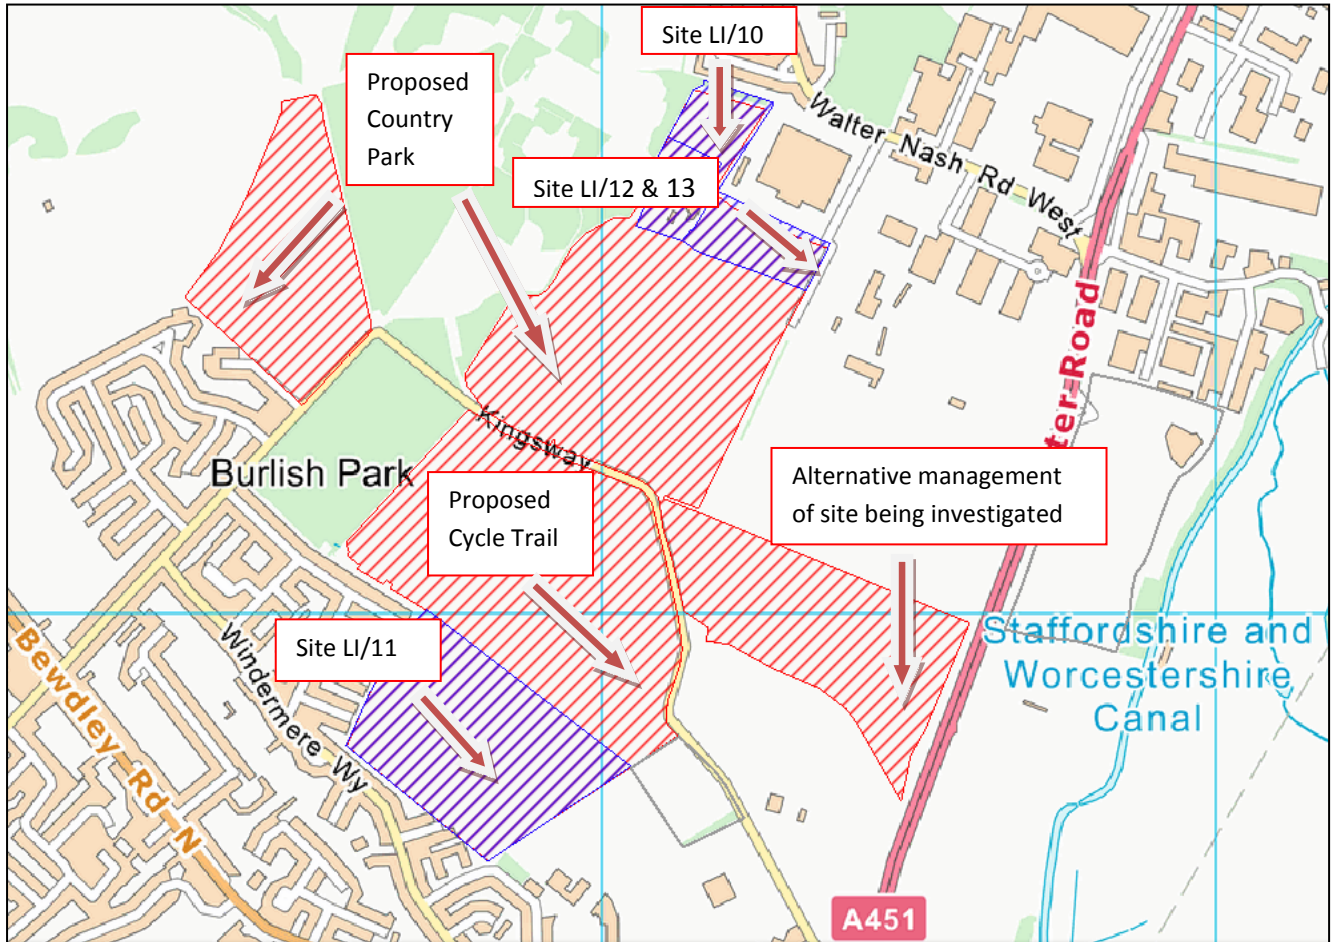 Site LI/10
Proposed
Country
Park
Walter Nash Rd West
Site LI/12 & 13
ter Road
Kingsway
Burlish Park
Alternative management
of site being investigated
Proposed
Cycle Trail
Site LI/11
Staffordshire and
Worcestershire
Canal
Windermere Wy
Bewdley Rd N
A451